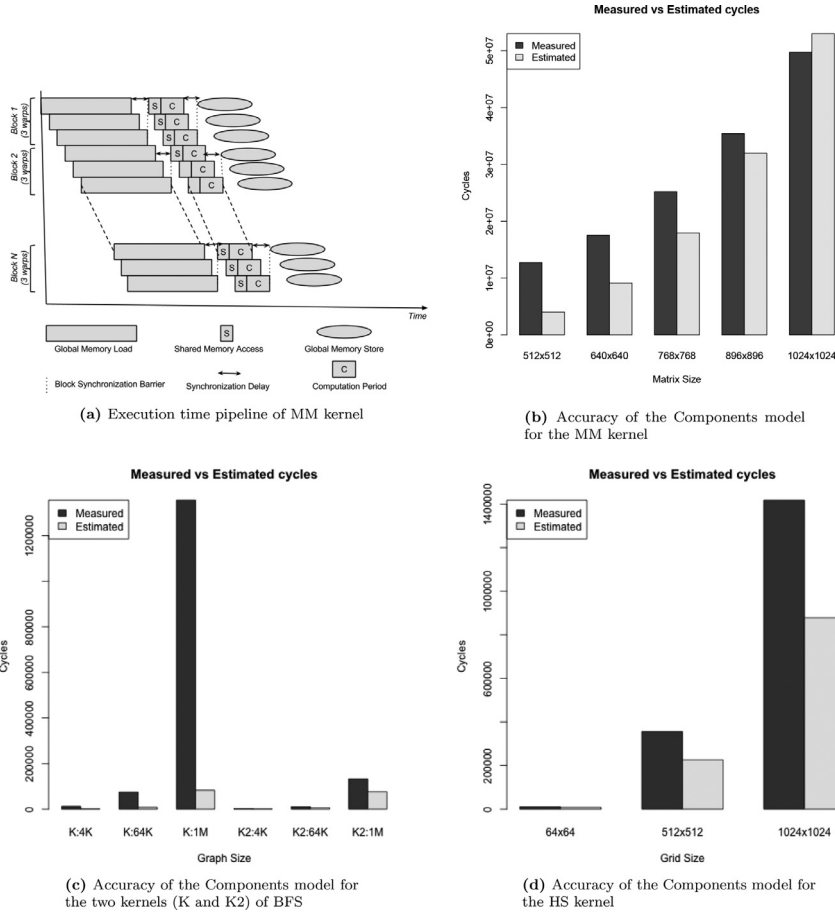 Block 1
(3 warps)
Block 2
(3 warps)
Block N
(3 warps)
S C
S C
S C
S C
C
C
S C
S C
S C
Time
Global Memory Load
S
Shared Memory Access
Global Memory Store
Block Synchronization Barrier
Synchronization Delay
C
Computation Period
(a) Execution time pipeline of MM kernel
Measured vs Estimated cycles
Measured
Estimated
Cycles
5e+07
4e+07
3e+07
2e+07
1e+07
0e+00
512x512 640x640 768x768 896x896 1024x1024
Matrix Size
(b) Accuracy of the Components model
for the MM kernel
Measured vs Estimated cycles
Measured
Estimated
Cycles
1200000
800000
600000
400000
200000
0
K:4K K:64K K:1M K2:4K K2:64K K2:1M
Graph Size
(c) Accuracy of the Components model for
the two kernels (K and K2) of BFS
Measured vs Estimated cycles
Measured
Estimated
Cycles
1400000
1000000
600000
200000
0
64x64 512x512 1024x1024
Grid Size
(d) Accuracy of the Components model for
the HS kernel